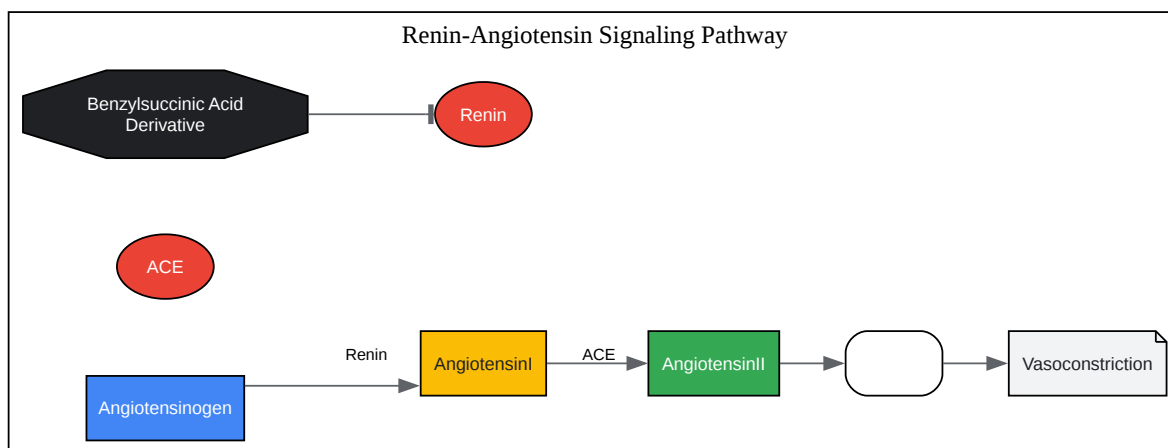 Renin-Angiotensin Signaling Pathway
Benzylsuccinic Acid
Derivative
Renin
ACE
Renin
AngiotensinI
ACE
AngiotensinII
Vasoconstriction
Angiotensinogen